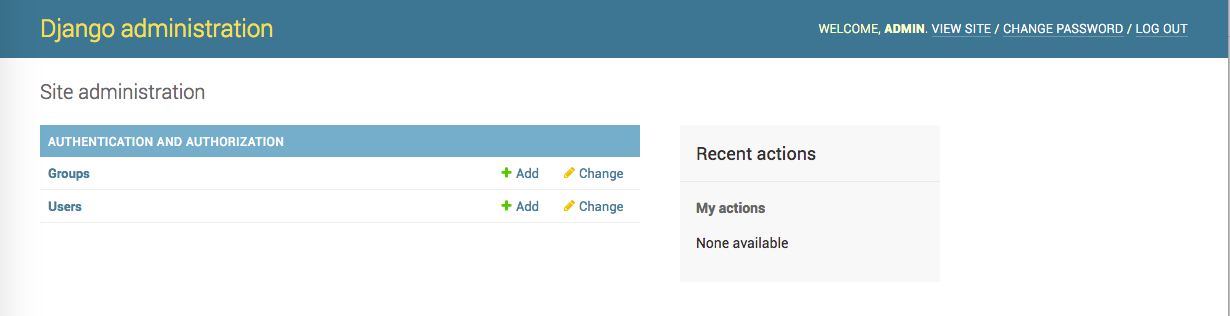 Django administration
WELCOME, ADMIN. VIEW SITE / CHANGE PASSWORD / LOG OUT
Site administration
AUTHENTICATION AND AUTHORIZATION
Groups Add Change
Users Add Change
Recent actions
My actions
None available